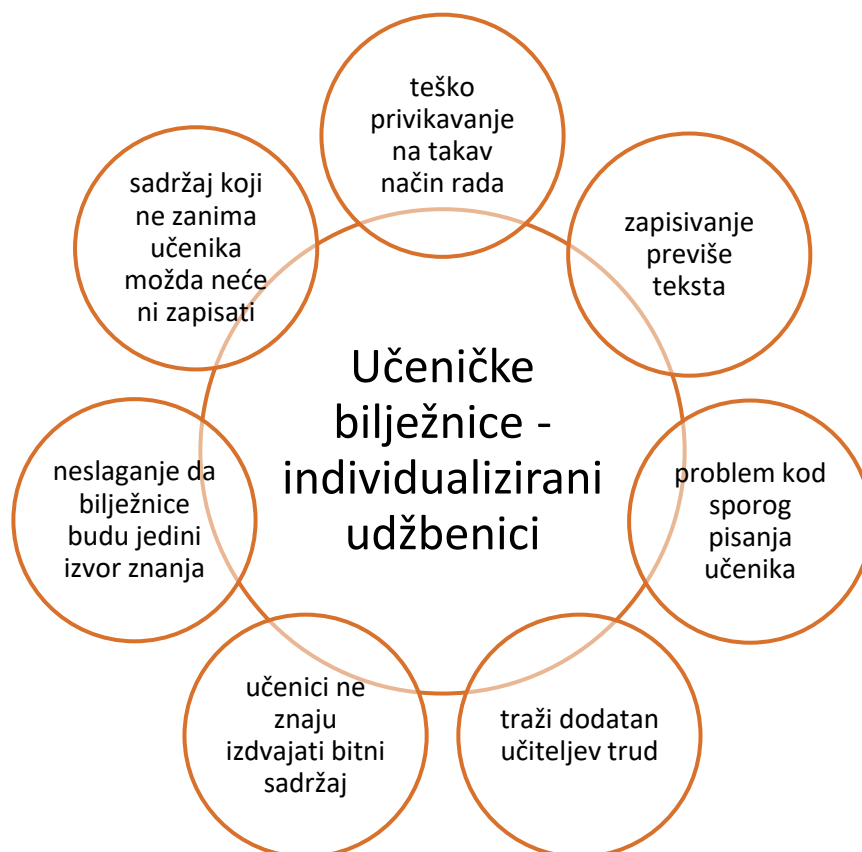 teško
privikavanje
na takav
način rada
zapisivanje
previše
teksta
problem kod
sporog
pisanja
učenika
traži dodatan
učiteljev trud
učenici ne
znaju
izdvajati bitni
sadržaj
neslaganje da
bilježnice
budu jedini
izvor znanja
sadržaj koji
ne zanima
učenika
možda neće
ni zapisati
Učeničke
bilježnice -
individualizirani
udžbenici